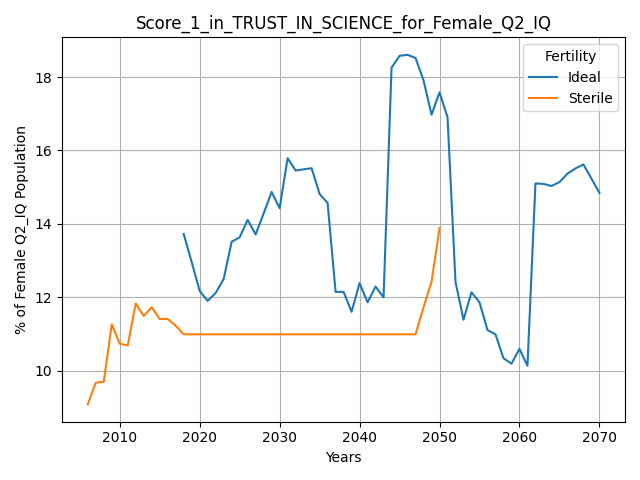 Score_1_in_TRUST_IN_SCIENCE_for_Female_Q2_IQ
Fertility
Ideal
Sterile
% of Female Q2_IQ Population
18
16
14
12
10
2010 2020 2030 2040 2050 2060 2070
Years